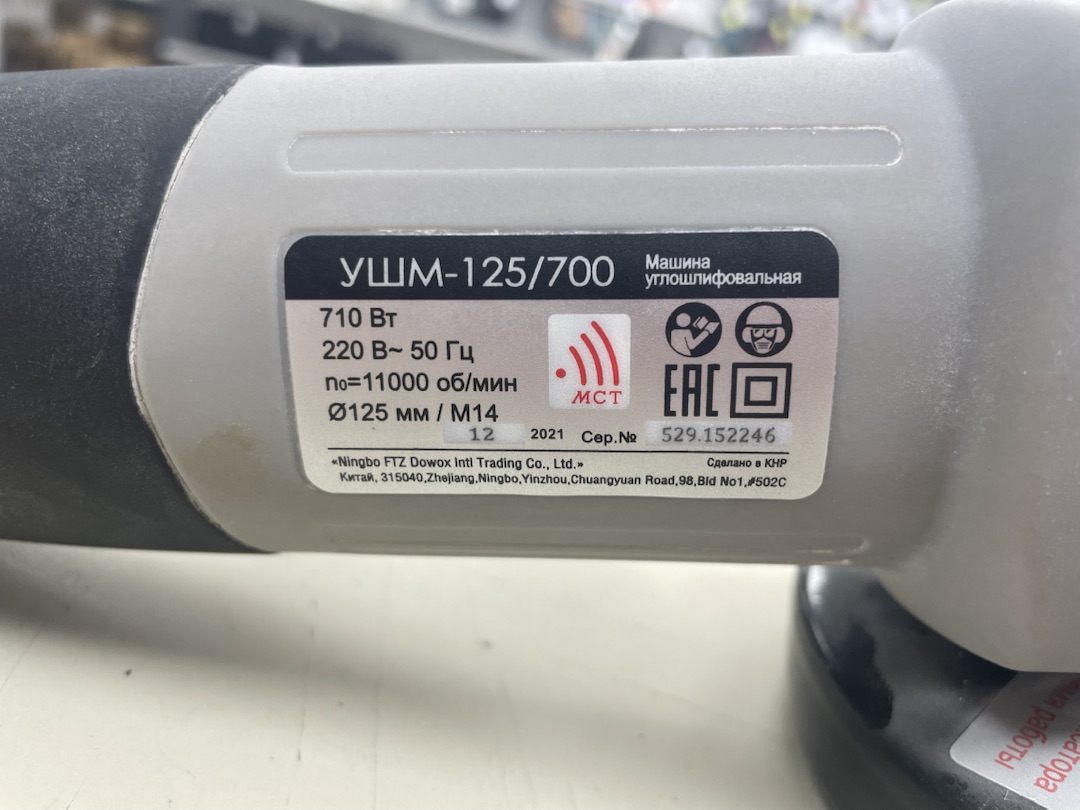 УШМ-125/700
Машина
углошлифовальная
710 Вт
220 В~ 50 Гц
n₀=11000 об/мин
Ø125 мм / М14
МСТ
ЕАС
12 2021 Сер.№ 529.152246
«Ningbo FTZ Dowox Intl Trading Co., Ltd.» Сделано в КНР
Китай, 315040,Zhejiang,Ningbo,Yinzhou,Chuangyuan Road,98,Bld No1,#502C
работы